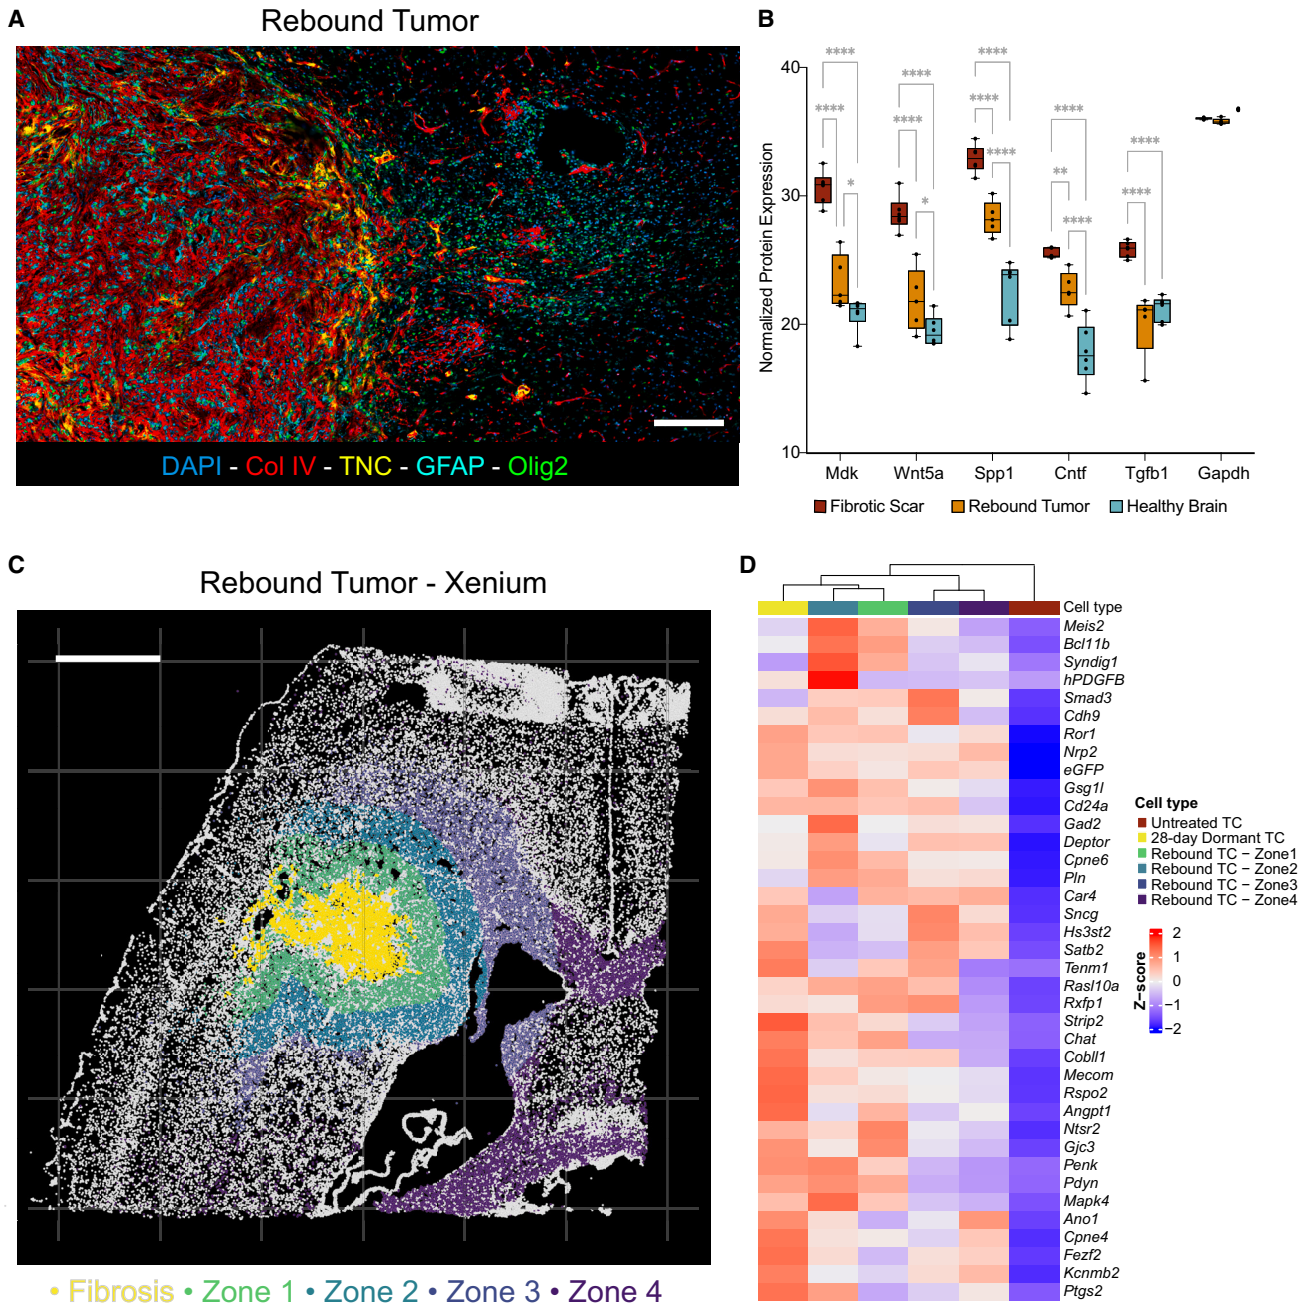 A
Rebound Tumor
DAPI - Col IV - TNC - GFAP - Olig2
B
Normalized Protein Expression
40
30
20
10
**** **** *
**** **** *
**** **** ****
**** ** ****
**** ****
Mdk Wnt5a Spp1 Cntf Tgfb1 Gapdh
Fibrotic Scar Rebound Tumor Healthy Brain
C
Rebound Tumor - Xenium
• Fibrosis • Zone 1 • Zone 2 • Zone 3 • Zone 4
D
Cell type
Meis2
Bcl11b
Syndig1
hPDGFB
Smad3
Cdh9
Ror1
Nrp2
eGFP
Gsg1l
Cd24a
Gad2
Deptor
Cpne6
Pln
Car4
Sncg
Hs3st2
Satb2
Tenm1
Rasl10a
Rxfp1
Strip2
Chat
Cobll1
Mecom
Rspo2
Angpt1
Ntsr2
Gjc3
Penk
Pdyn
Mapk4
Ano1
Cpne4
Fezf2
Kcnmb2
Ptgs2
Cell type
Untreated TC
28-day Dormant TC
Rebound TC – Zone1
Rebound TC – Zone2
Rebound TC – Zone3
Rebound TC – Zone4
Z–score
2
1
0
–1
–2